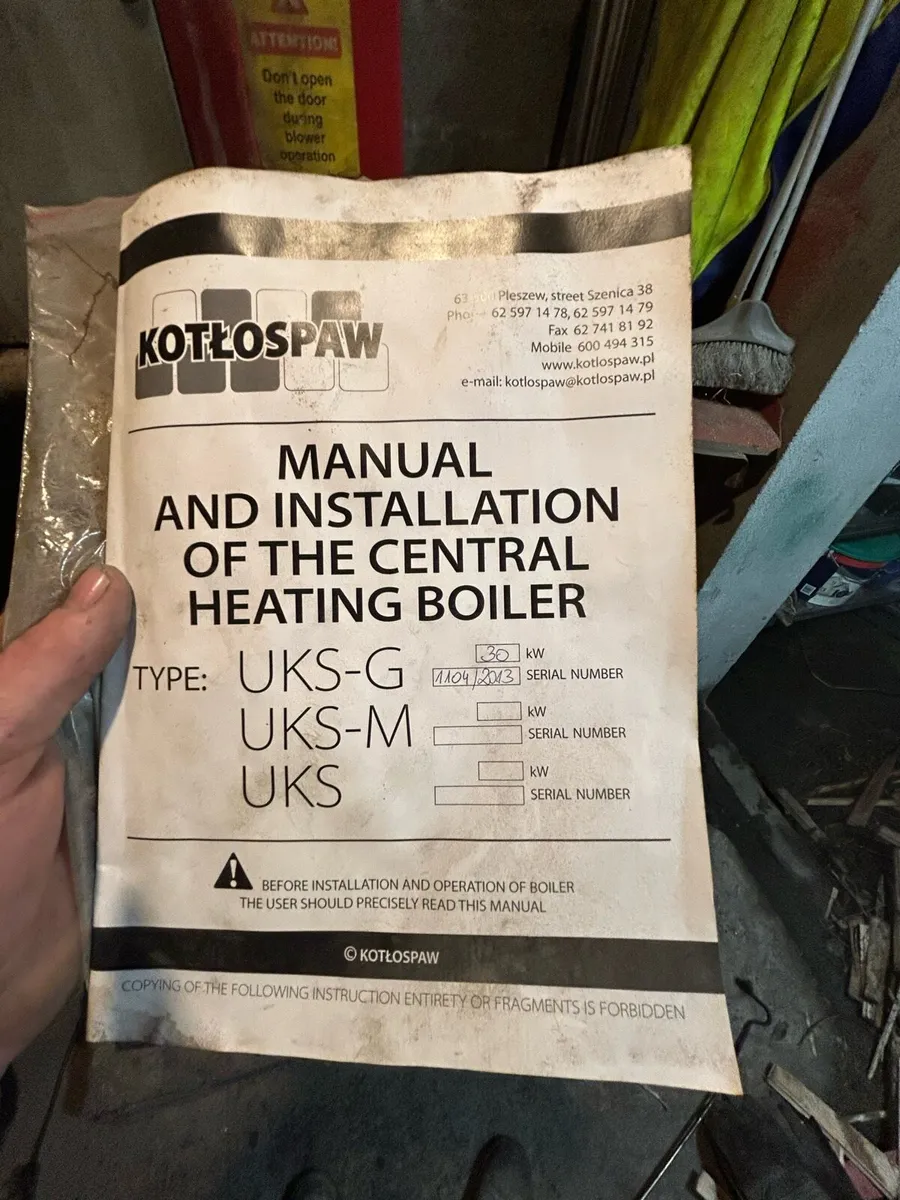 ATTENTION!
Don't open
the door
during
blower
operation
KOTŁOSPAW
63 Pleszew, street Szenica 38
62 597 14 78, 62 597 14 79
Fax 62 741 81 92
Mobile 600 494 315
www.kotlospaw.pl
e-mail: kotlospaw@kotlospaw.pl
MANUAL
AND INSTALLATION
OF THE CENTRAL
HEATING BOILER
TYPE: UKS-G 30 kW
1104/2013 SERIAL NUMBER
UKS-M kW
SERIAL NUMBER
UKS kW
SERIAL NUMBER
BEFORE INSTALLATION AND OPERATION OF BOILER
THE USER SHOULD PRECISELY READ THIS MANUAL
© KOTŁOSPAW
COPYING OF THE FOLLOWING INSTRUCTION ENTIRETY OR FRAGMENTS IS FORBIDDEN